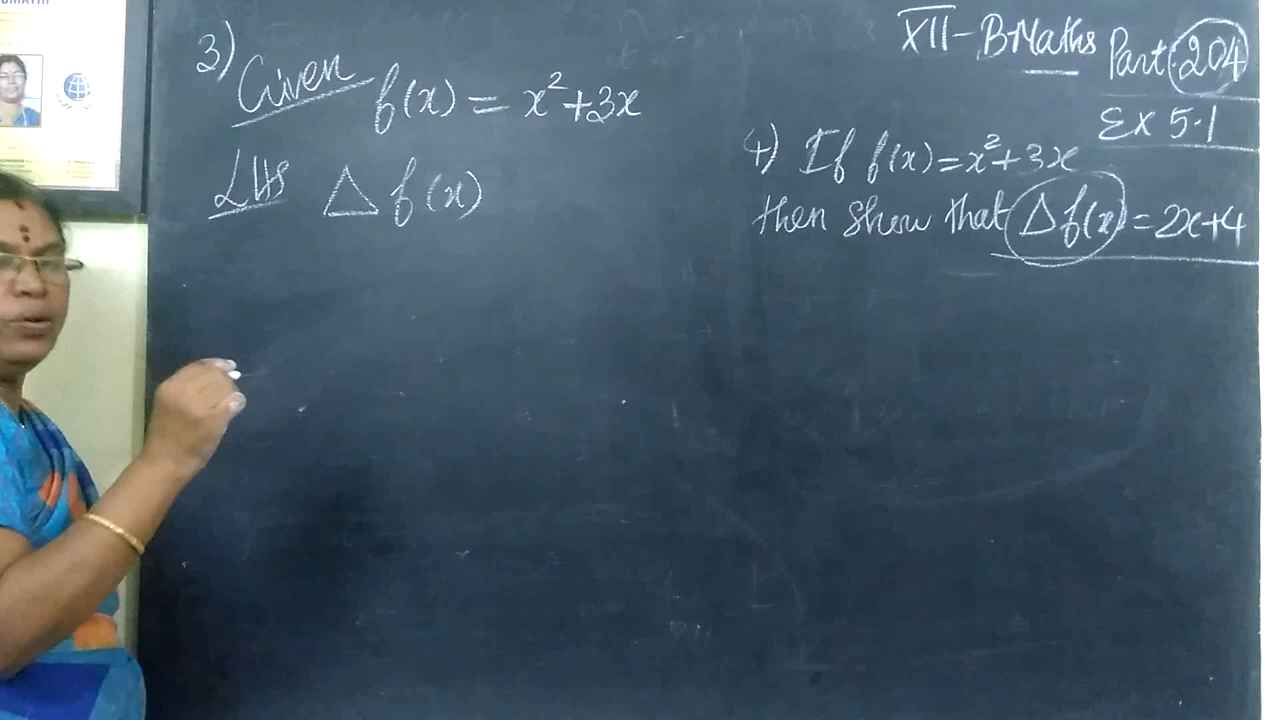 3) Given f(x) = x²+3x
LHS Δ f(x)
XII - B.Maths Part 204
Ex 5.1
4) If f(x)=x²+3x
then show that Δf(x) = 2x+4